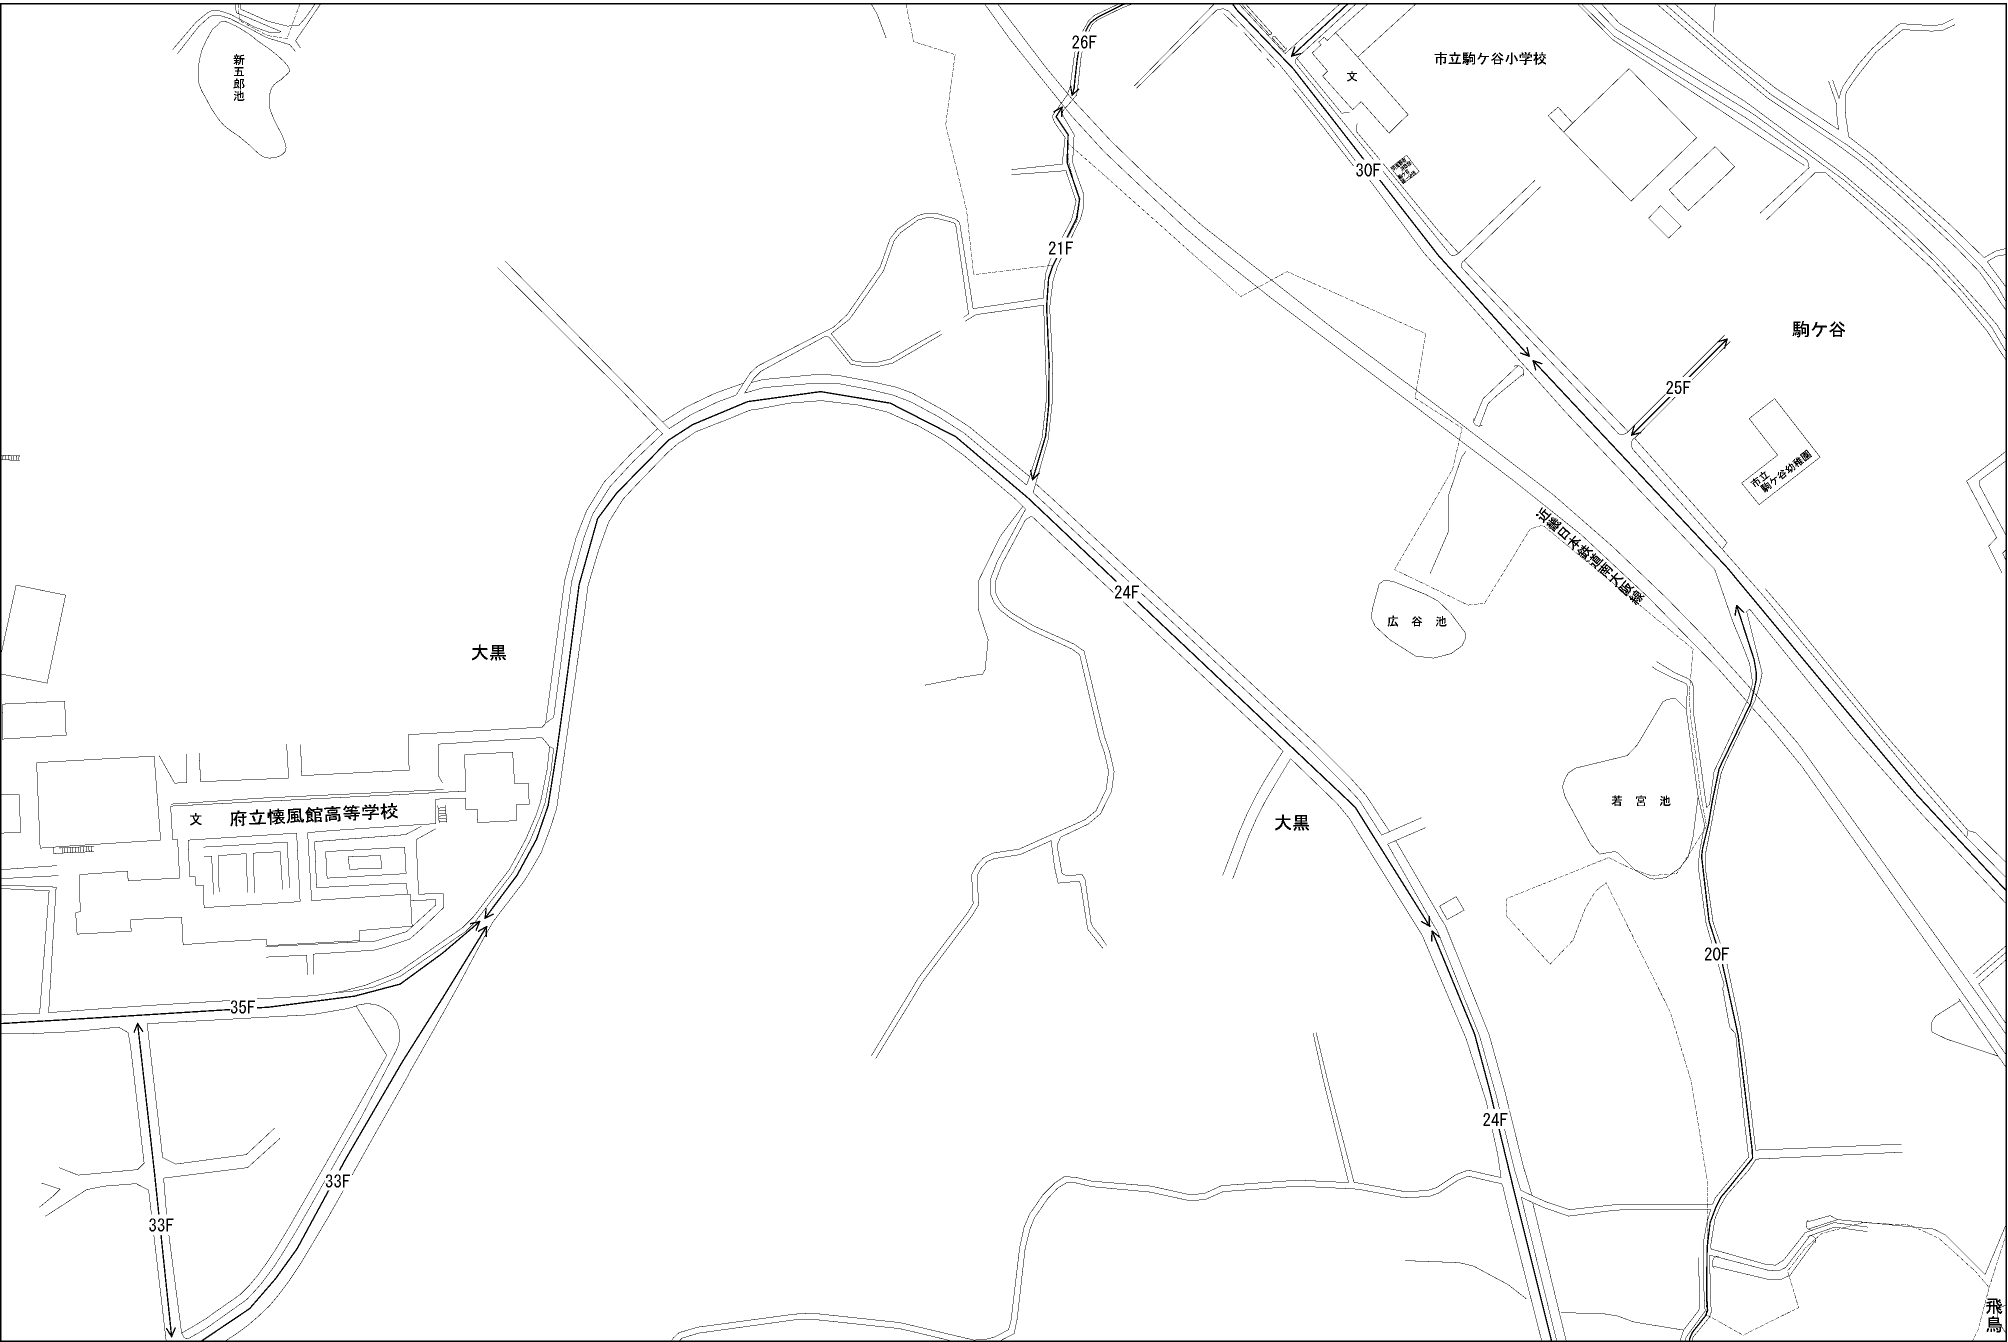 新五郎池
26F
文
市立駒ケ谷小学校
30F
21F
駒ケ谷
25F
市立
駒ケ谷幼稚園
近畿日本鉄道南大阪線
24F
広谷池
大黒
若宮池
文 府立懐風館高等学校
大黒
20F
35F
24F
33F
33F
飛鳥